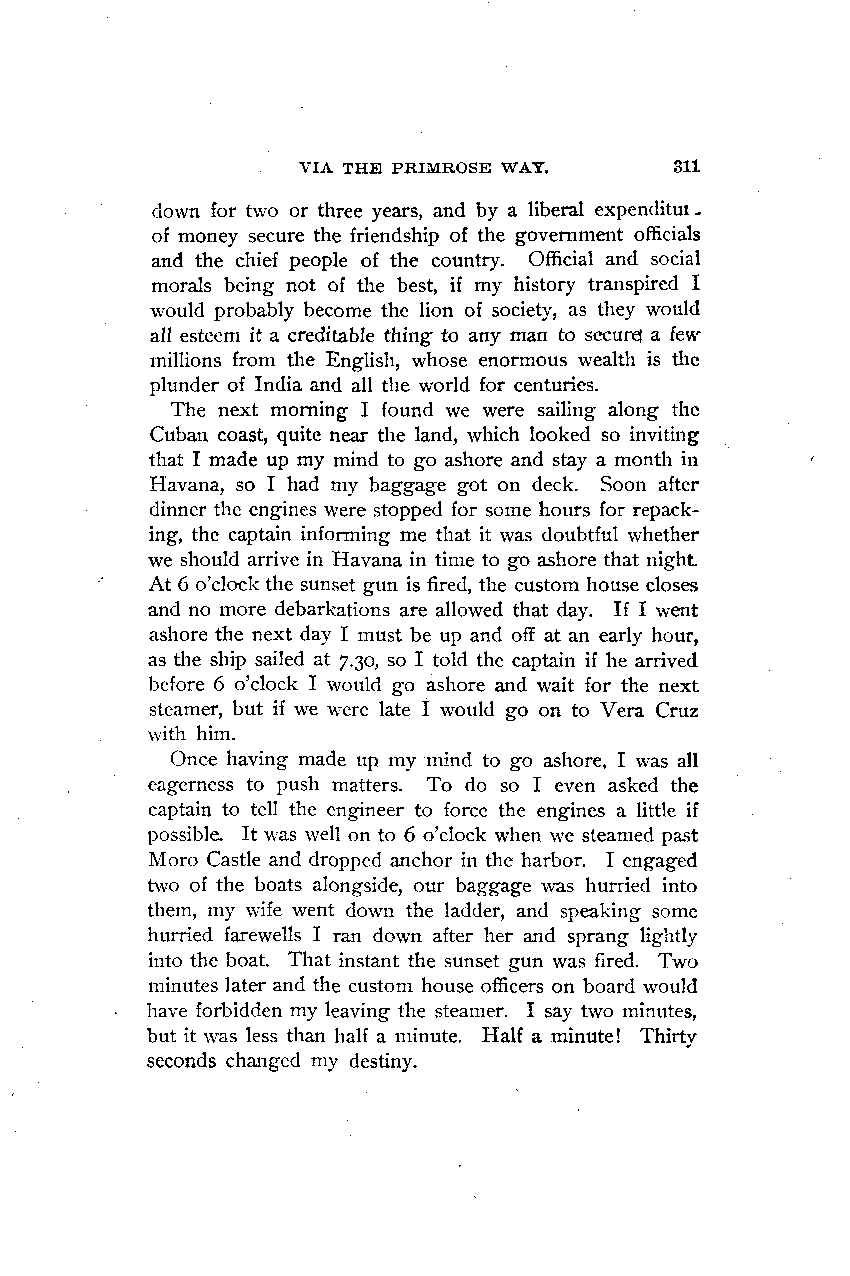 VIA THE PRIMROSE WAY. 311
down for two or three years, and by a liberal expenditur
of money secure the friendship of the government officials
and the chief people of the country. Official and social
morals being not of the best, if my history transpired I
would probably become the lion of society, as they would
all esteem it a creditable thing to any man to secure a few
millions from the English, whose enormous wealth is the
plunder of India and all the world for centuries.
The next morning I found we were sailing along the
Cuban coast, quite near the land, which looked so inviting
that I made up my mind to go ashore and stay a month in
Havana, so I had my baggage got on deck. Soon after
dinner the engines were stopped for some hours for repack-
ing, the captain informing me that it was doubtful whether
we should arrive in Havana in time to go ashore that night.
At 6 o'clock the sunset gun is fired, the custom house closes
and no more debarkations are allowed that day. If I went
ashore the next day I must be up and off at an early hour,
as the ship sailed at 7.30, so I told the captain if he arrived
before 6 o'clock I would go ashore and wait for the next
steamer, but if we were late I would go on to Vera Cruz
with him.
Once having made up my mind to go ashore, I was all
eagerness to push matters. To do so I even asked the
captain to tell the engineer to force the engines a little if
possible. It was well on to 6 o'clock when we steamed past
Moro Castle and dropped anchor in the harbor. I engaged
two of the boats alongside, our baggage was hurried into
them, my wife went down the ladder, and speaking some
hurried farewells I ran down after her and sprang lightly
into the boat. That instant the sunset gun was fired. Two
minutes later and the custom house officers on board would
have forbidden my leaving the steamer. I say two minutes,
but it was less than half a minute. Half a minute! Thirty
seconds changed my destiny.